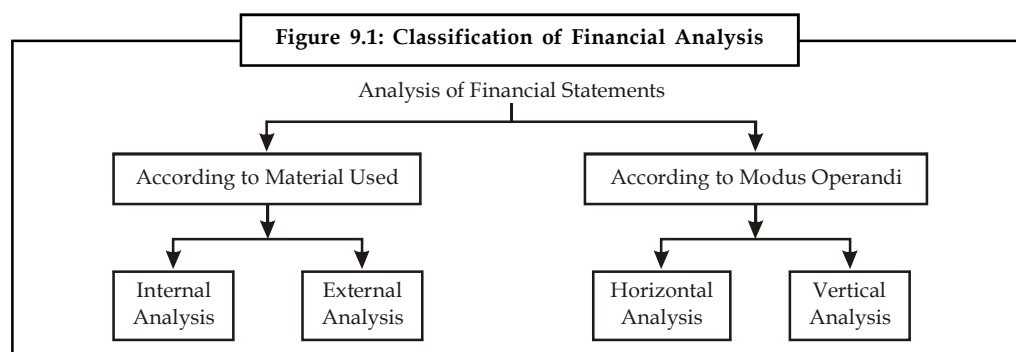 Figure 9.1: Classification of Financial Analysis
Analysis of Financial Statements
According to Material Used
According to Modus Operandi
Internal
Analysis
External
Analysis
Horizontal
Analysis
Vertical
Analysis